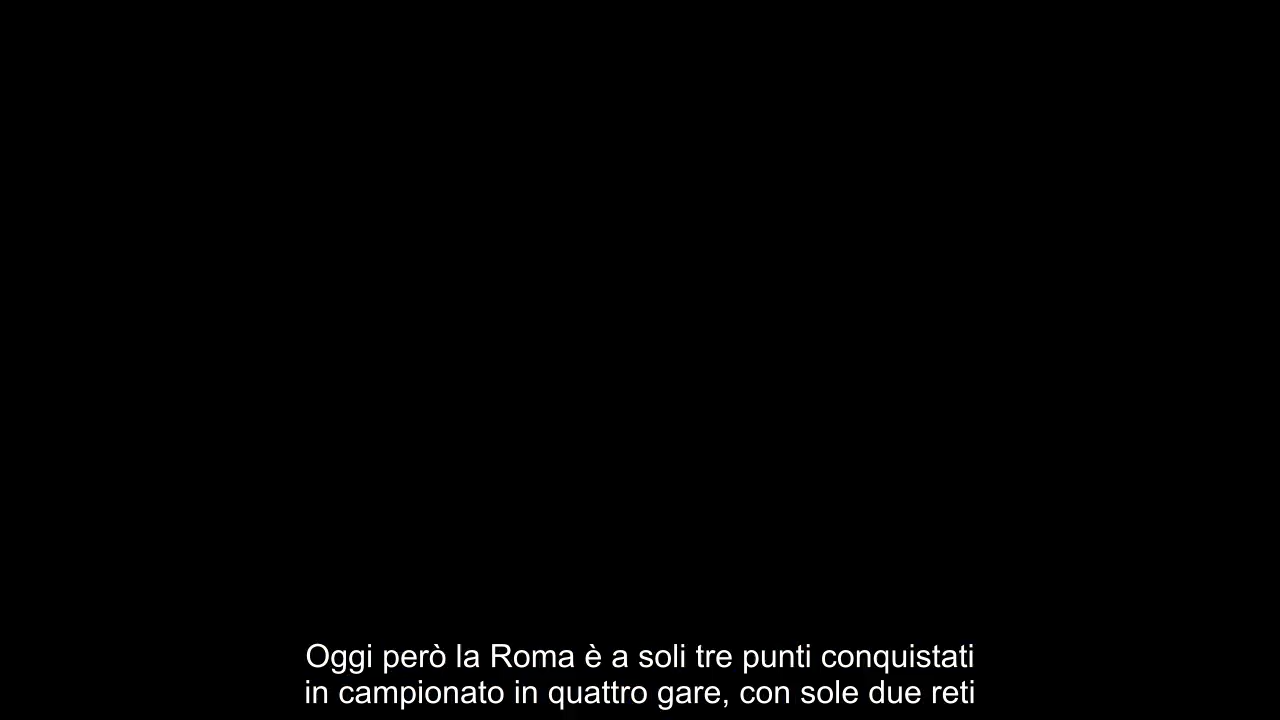 Oggi però la Roma è a soli tre punti conquistati
in campionato in quattro gare, con sole due reti